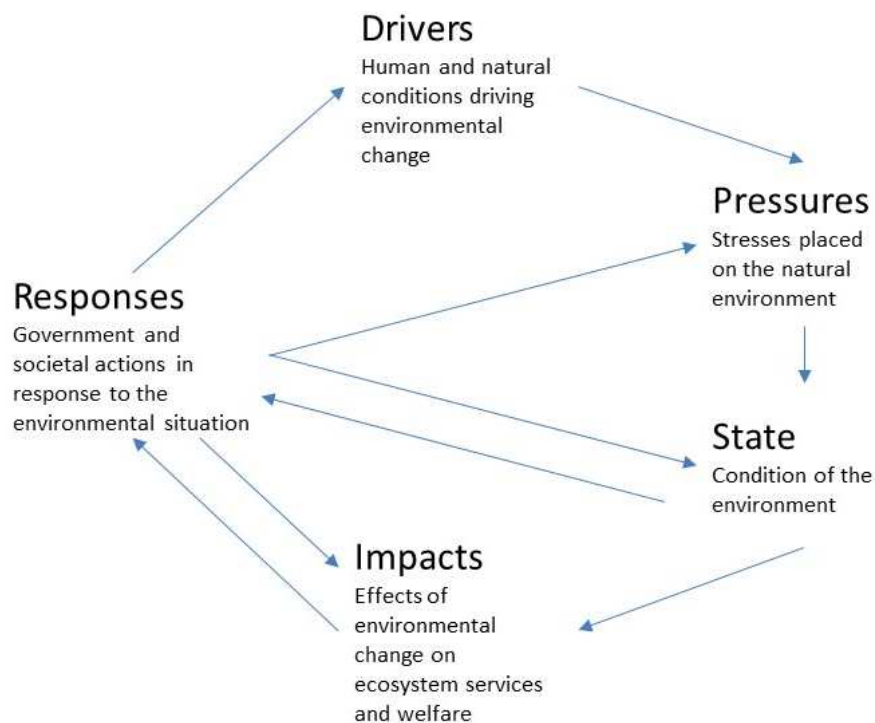 Drivers
Human and natural
conditions driving
environmental
change
Pressures
Stresses placed
on the natural
environment
Responses
Government and
societal actions in
response to the
environmental situation
State
Condition of the
environment
Impacts
Effects of
environmental
change on
ecosystem services
and welfare